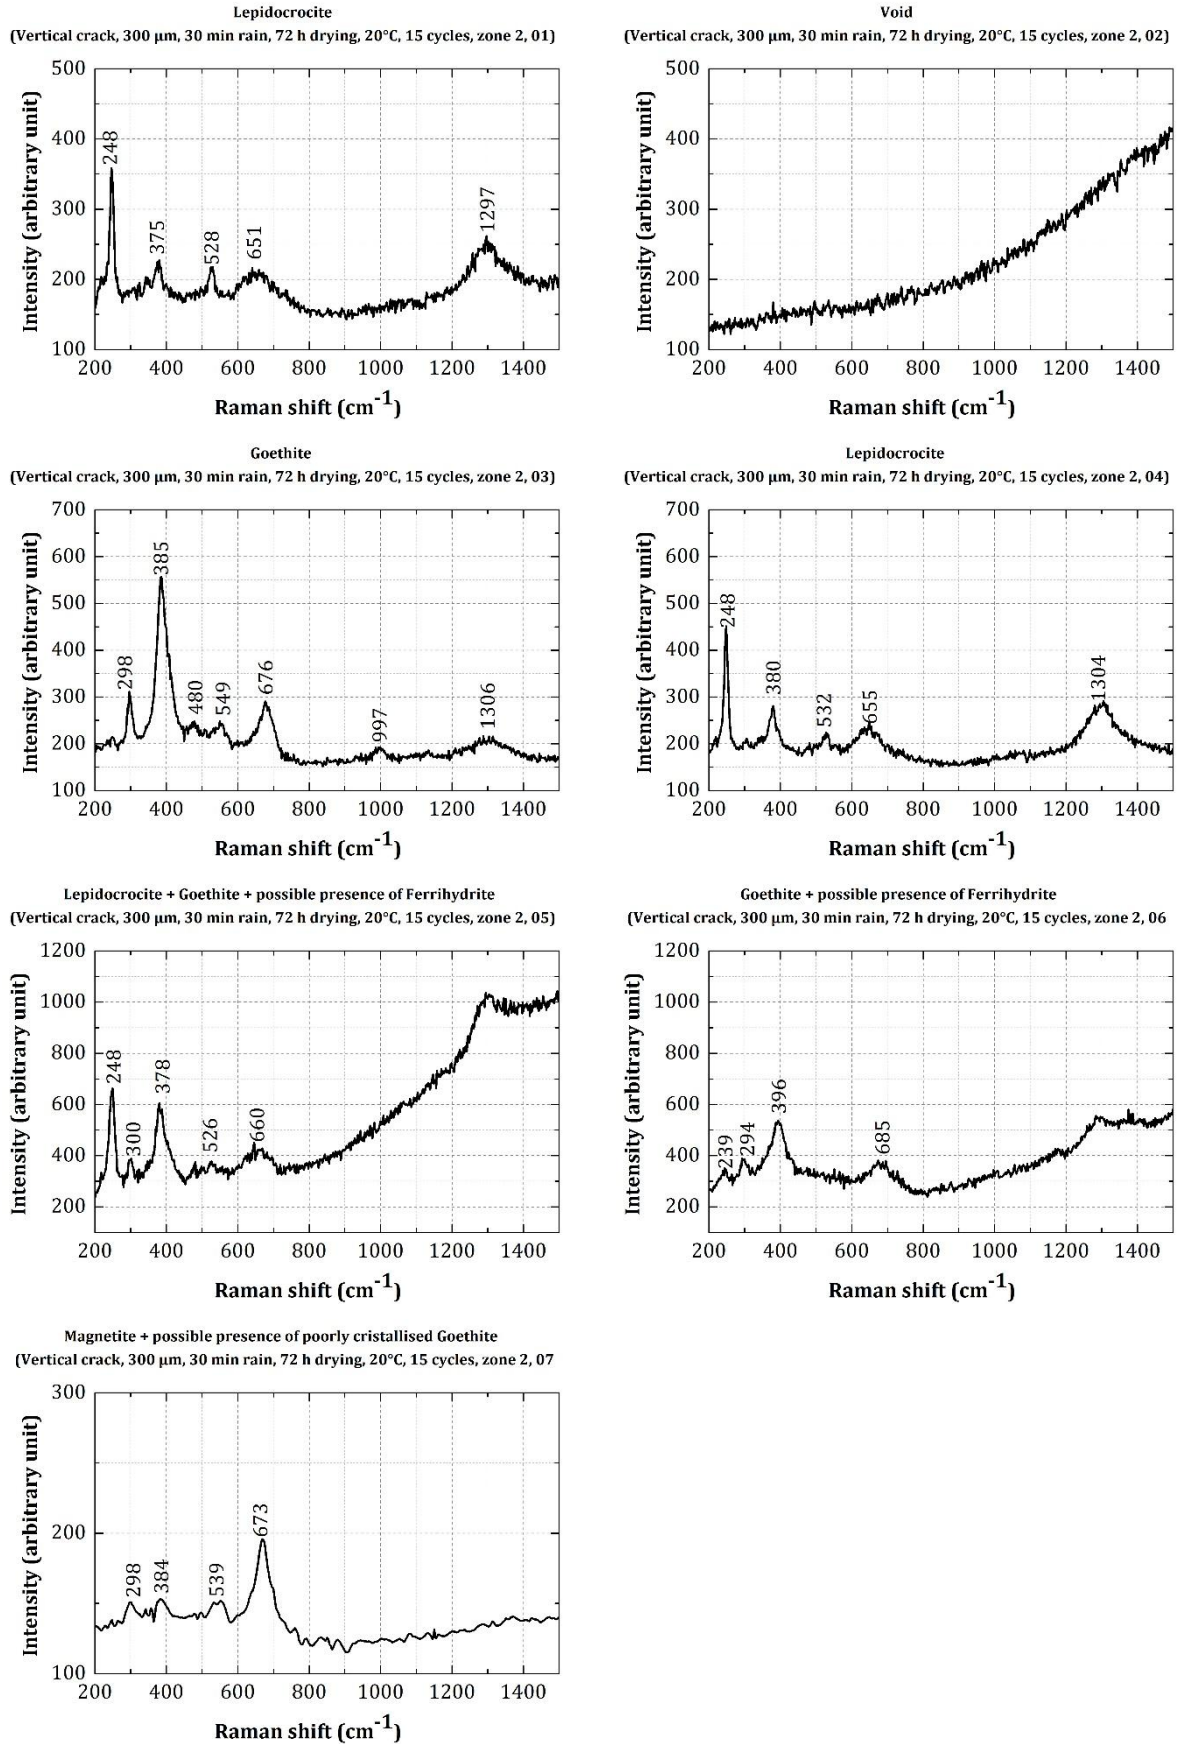 Lepidocrocite
(Vertical crack, 300 µm, 30 min rain, 72 h drying, 20°C, 15 cycles, zone 2, 01)
500
400
300
200
100
248
375
528
651
1297
200 400 600 800 1000 1200 1400
Intensity (arbitrary unit)
Raman shift (cm-1)
Void
(Vertical crack, 300 µm, 30 min rain, 72 h drying, 20°C, 15 cycles, zone 2, 02)
500
400
300
200
100
200 400 600 800 1000 1200 1400
Intensity (arbitrary unit)
Raman shift (cm-1)
Goethite
(Vertical crack, 300 µm, 30 min rain, 72 h drying, 20°C, 15 cycles, zone 2, 03)
700
600
500
400
300
200
100
298
385
480
549
676
997
1306
200 400 600 800 1000 1200 1400
Intensity (arbitrary unit)
Raman shift (cm-1)
Lepidocrocite
(Vertical crack, 300 µm, 30 min rain, 72 h drying, 20°C, 15 cycles, zone 2, 04)
700
600
500
400
300
200
100
248
380
532
655
1304
200 400 600 800 1000 1200 1400
Intensity (arbitrary unit)
Raman shift (cm-1)
Lepidocrocite + Goethite + possible presence of Ferrihydrite
(Vertical crack, 300 µm, 30 min rain, 72 h drying, 20°C, 15 cycles, zone 2, 05)
1200
1000
800
600
400
200
248
300
378
526
660
200 400 600 800 1000 1200 1400
Intensity (arbitrary unit)
Raman shift (cm-1)
Goethite + possible presence of Ferrihydrite
(Vertical crack, 300 µm, 30 min rain, 72 h drying, 20°C, 15 cycles, zone 2, 06
1200
1000
800
600
400
200
239
294
396
685
200 400 600 800 1000 1200 1400
Intensity (arbitrary unit)
Raman shift (cm-1)
Magnetite + possible presence of poorly cristallised Goethite
(Vertical crack, 300 µm, 30 min rain, 72 h drying, 20°C, 15 cycles, zone 2, 07
300
200
100
298
384
539
673
200 400 600 800 1000 1200 1400
Intensity (arbitrary unit)
Raman shift (cm-1)